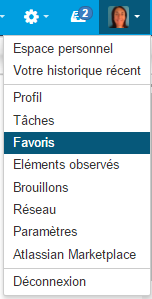 2
Espace personnel
Votre historique récent
Profil
Tâches
Favoris
Eléments observés
Brouillons
Réseau
Paramètres
Atlassian Marketplace
Déconnexion